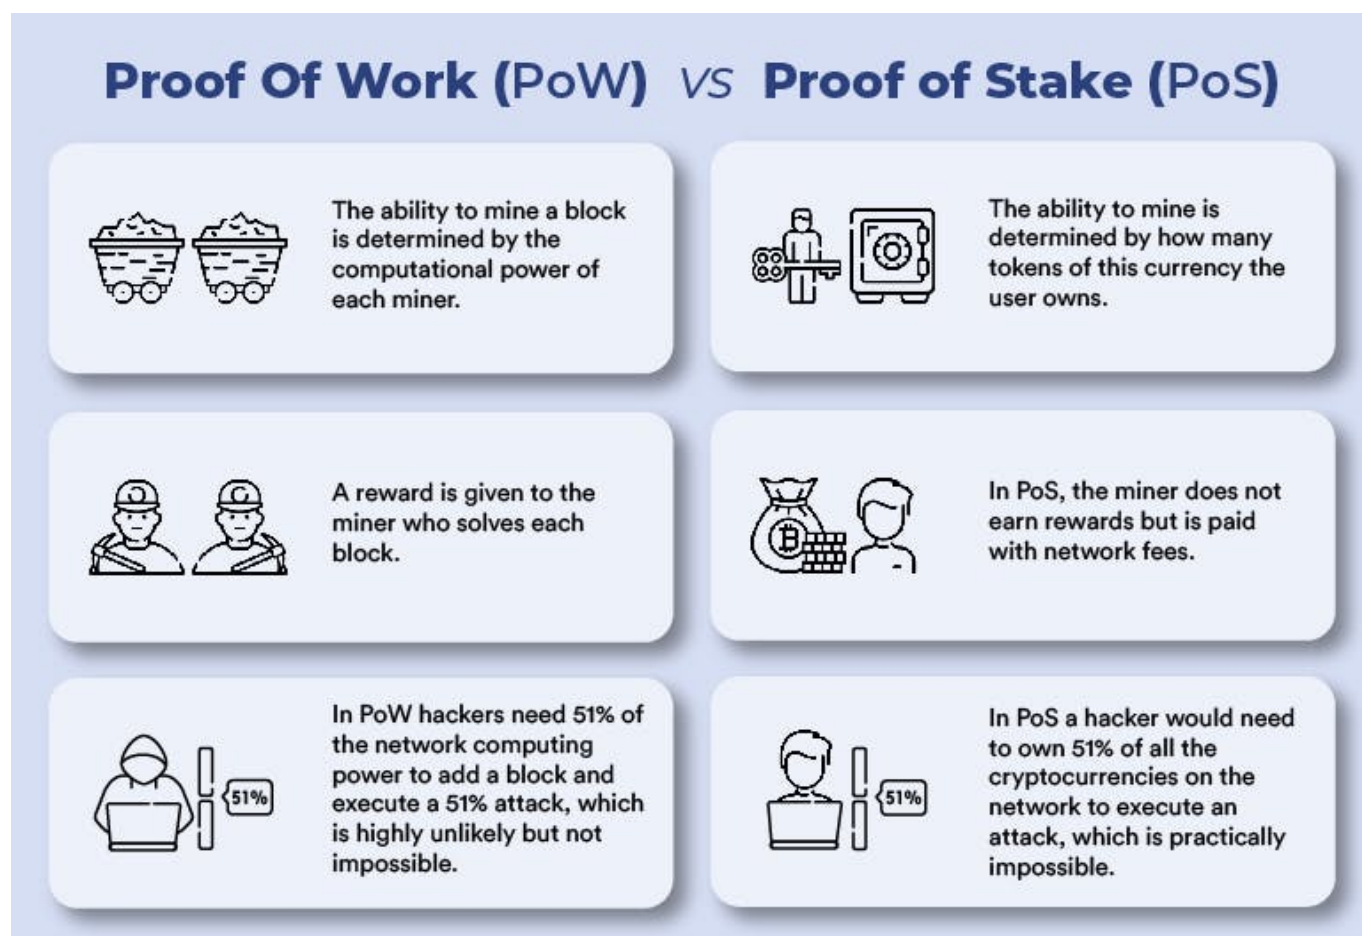 Proof Of Work (PoW) VS Proof of Stake (PoS)
The ability to mine a block
is determined by the
computational power of
each miner.
The ability to mine is
determined by how many
tokens of this currency the
user owns.
A reward is given to the
miner who solves each
block.
In PoS, the miner does not
earn rewards but is paid
with network fees.
In PoW hackers need 51% of
the network computing
power to add a block and
execute a 51% attack, which
is highly unlikely but not
impossible.
51%
In PoS a hacker would need
to own 51% of all the
cryptocurrencies on the
network to execute an
attack, which is practically
impossible.
51%